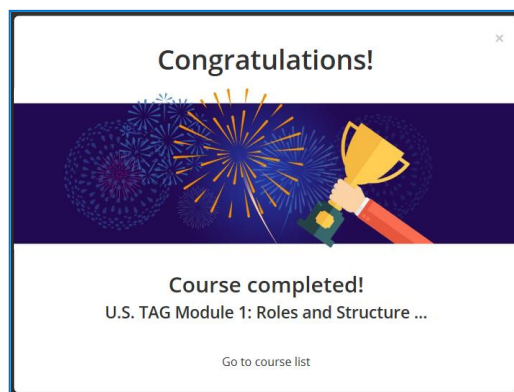 ×
Congratulations!
Course completed!
U.S. TAG Module 1: Roles and Structure ...
Go to course list